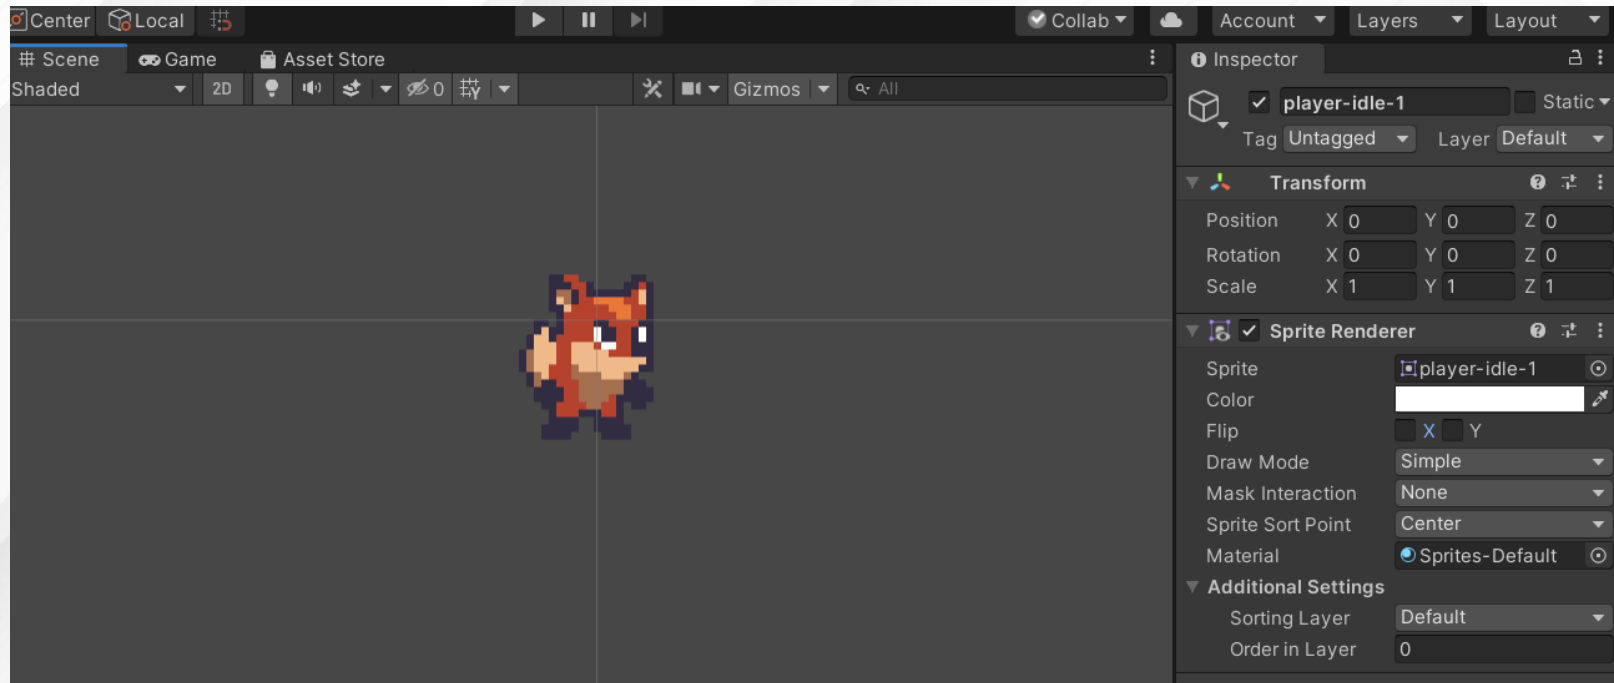 Center Local Collab Account Layers Layout
# Scene Game Asset Store Inspector
Shaded 2D 0 Gizmos All
player-idle-1 Static
Tag Untagged Layer Default
Transform
Position X 0 Y 0 Z 0
Rotation X 0 Y 0 Z 0
Scale X 1 Y 1 Z 1
Sprite Renderer
Sprite player-idle-1
Color
Flip X Y
Draw Mode Simple
Mask Interaction None
Sprite Sort Point Center
Material Sprites-Default
Additional Settings
Sorting Layer Default
Order in Layer 0